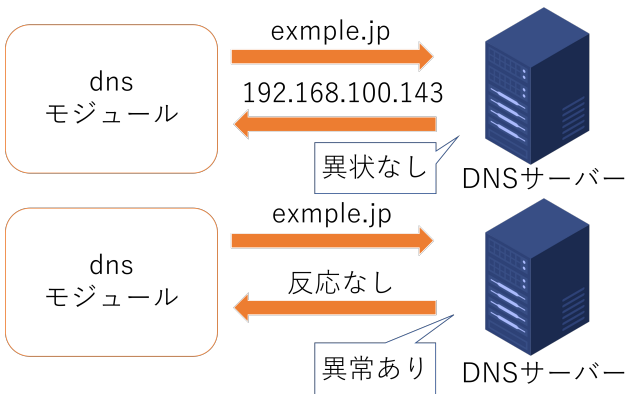 exmple.jp
dns
モジュール
192.168.100.143
異状なし
DNSサーバー
exmple.jp
dns
モジュール
反応なし
異常あり
DNSサーバー